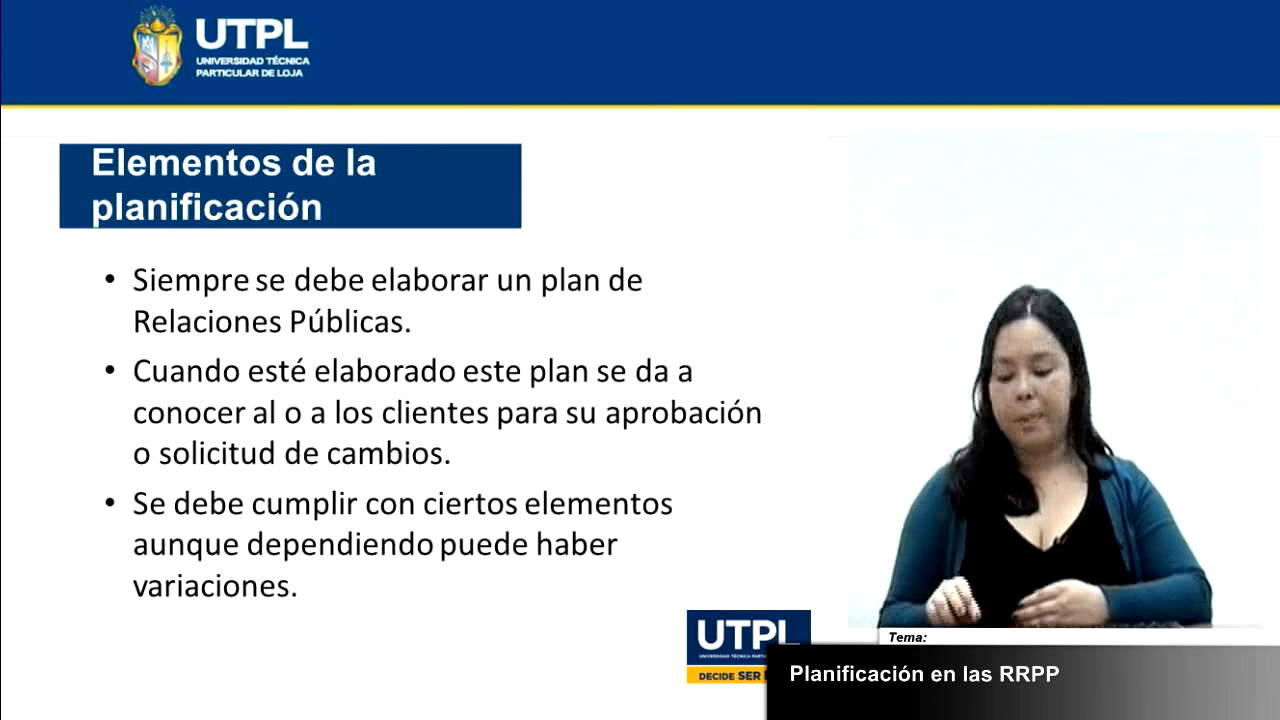 UTPL
UNIVERSIDAD TÉCNICA
PARTICULAR DE LOJA
Elementos de la
planificación
• Siempre se debe elaborar un plan de
Relaciones Públicas.
• Cuando esté elaborado este plan se da a
conocer al o a los clientes para su aprobación
o solicitud de cambios.
• Se debe cumplir con ciertos elementos
aunque dependiendo puede haber
variaciones.
UTPL
UNIVERSIDAD TÉCNICA
DECIDE SER
Tema:
Planificación en las RRPP